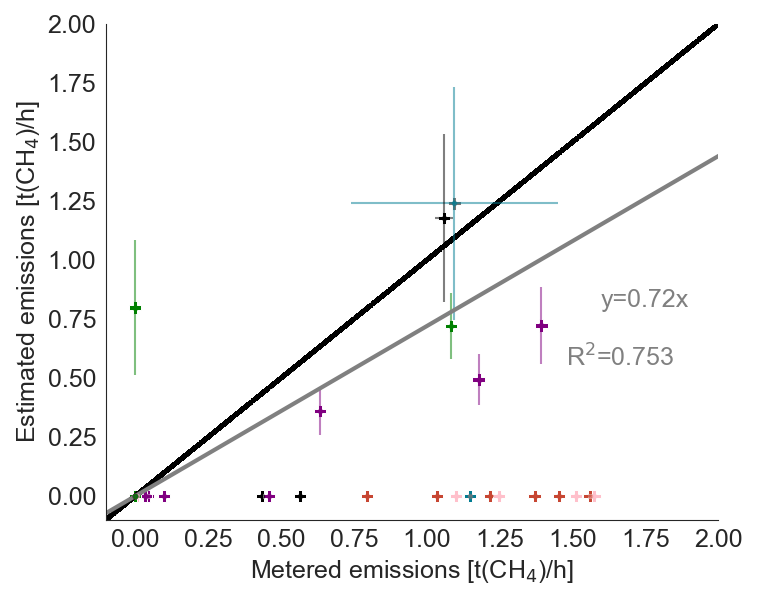 2.00
1.75
1.50
1.25
1.00
0.75
0.50
0.25
0.00
Estimated emissions [t(CH₄)/h]
y=0.72x
R²=0.753
0.00 0.25 0.50 0.75 1.00 1.25 1.50 1.75 2.00
Metered emissions [t(CH₄)/h]